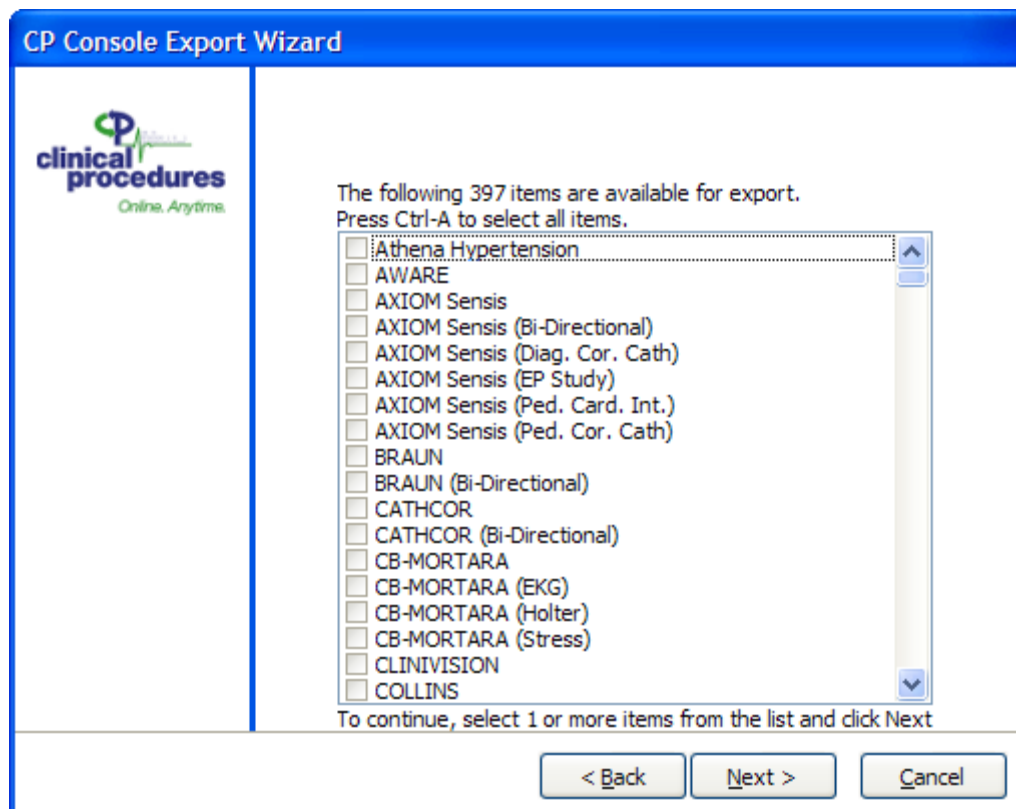 CP Console Export Wizard
CP
clinical
procedures
Online. Anytime.
The following 397 items are available for export.
Press Ctrl-A to select all items.
Athena Hypertension
AWARE
AXIOM Sensis
AXIOM Sensis (Bi-Directional)
AXIOM Sensis (Diag. Cor. Cath)
AXIOM Sensis (EP Study)
AXIOM Sensis (Ped. Card. Int.)
AXIOM Sensis (Ped. Cor. Cath)
BRAUN
BRAUN (Bi-Directional)
CATHCOR
CATHCOR (Bi-Directional)
CB-MORTARA
CB-MORTARA (EKG)
CB-MORTARA (Holter)
CB-MORTARA (Stress)
CLINIVISION
COLLINS
To continue, select 1 or more items from the list and click Next
< Back Next > Cancel